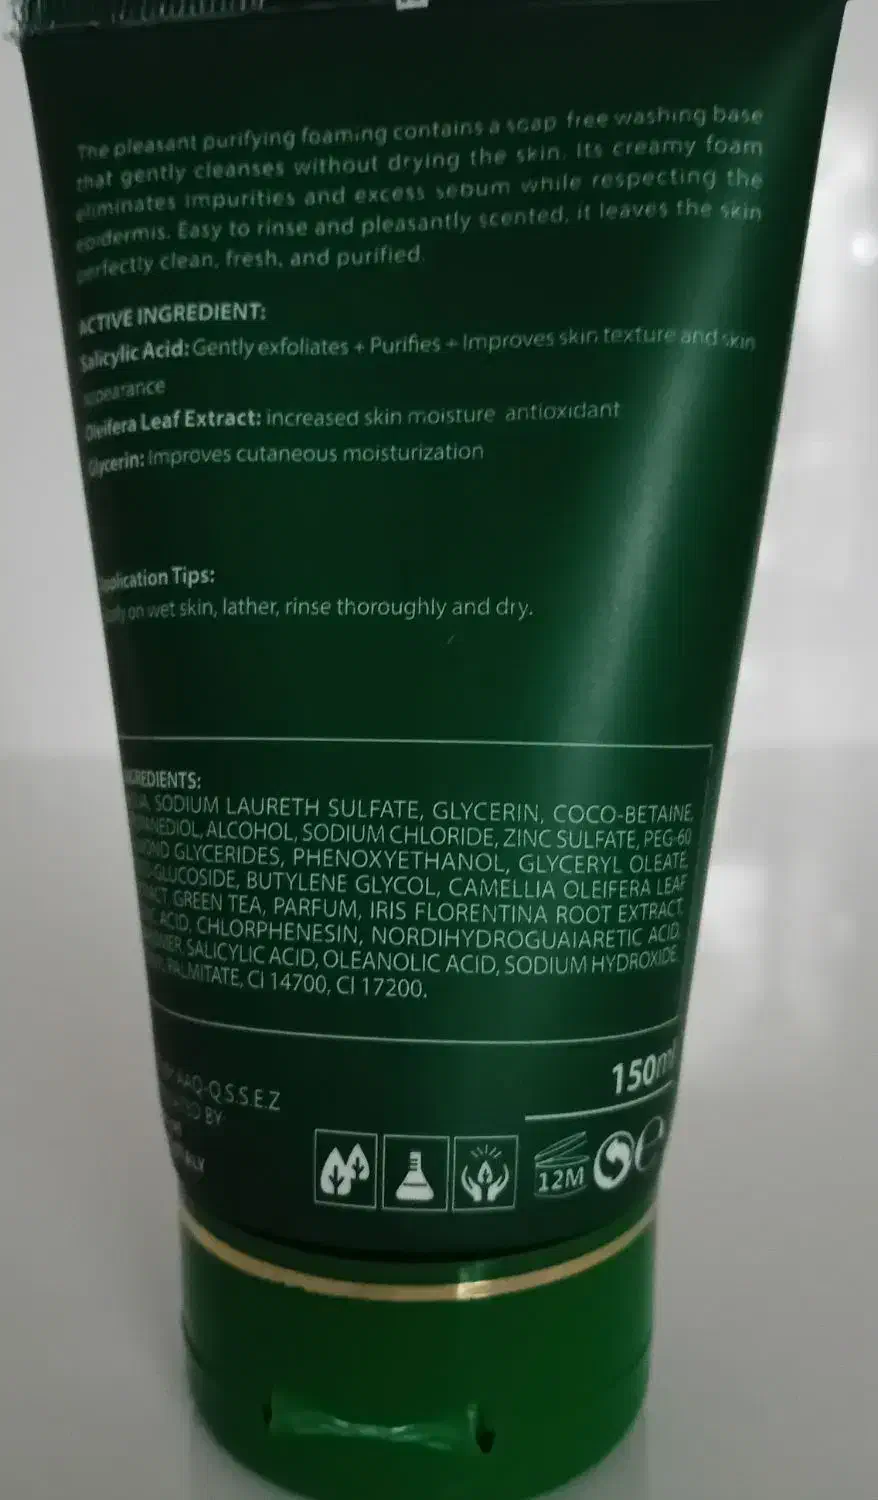 The pleasant purifying foaming contains a soap free washing base
that gently cleanses without drying the skin. Its creamy foam
eliminates impurities and excess sebum while respecting the
epidermis. Easy to rinse and pleasantly scented, it leaves the skin
perfectly clean, fresh, and purified.
ACTIVE INGREDIENT:
Salicylic Acid: Gently exfoliates + Purifies + Improves skin texture and skin
appearance
Oleifera Leaf Extract: increased skin moisture antioxidant
Glycerin: Improves cutaneous moisturization
Application Tips:
on wet skin, lather, rinse thoroughly and dry.
INGREDIENTS:
SODIUM LAURETH SULFATE, GLYCERIN, COCO-BETAINE,
ALCOHOL, SODIUM CHLORIDE, ZINC SULFATE, PEG-60
GLYCERIDES, PHENOXYETHANOL, GLYCERYL OLEATE,
BUTYLENE GLYCOL, CAMELLIA OLEIFERA LEAF
GREEN TEA, PARFUM, IRIS FLORENTINA ROOT EXTRACT,
ACID, CHLORPHENESIN, NORDIHYDROGUAIARETIC ACID,
SALICYLIC ACID, OLEANOLIC ACID, SODIUM HYDROXIDE,
PALMITATE, CI 14700, CI 17200.
150ml
BY
12M
e